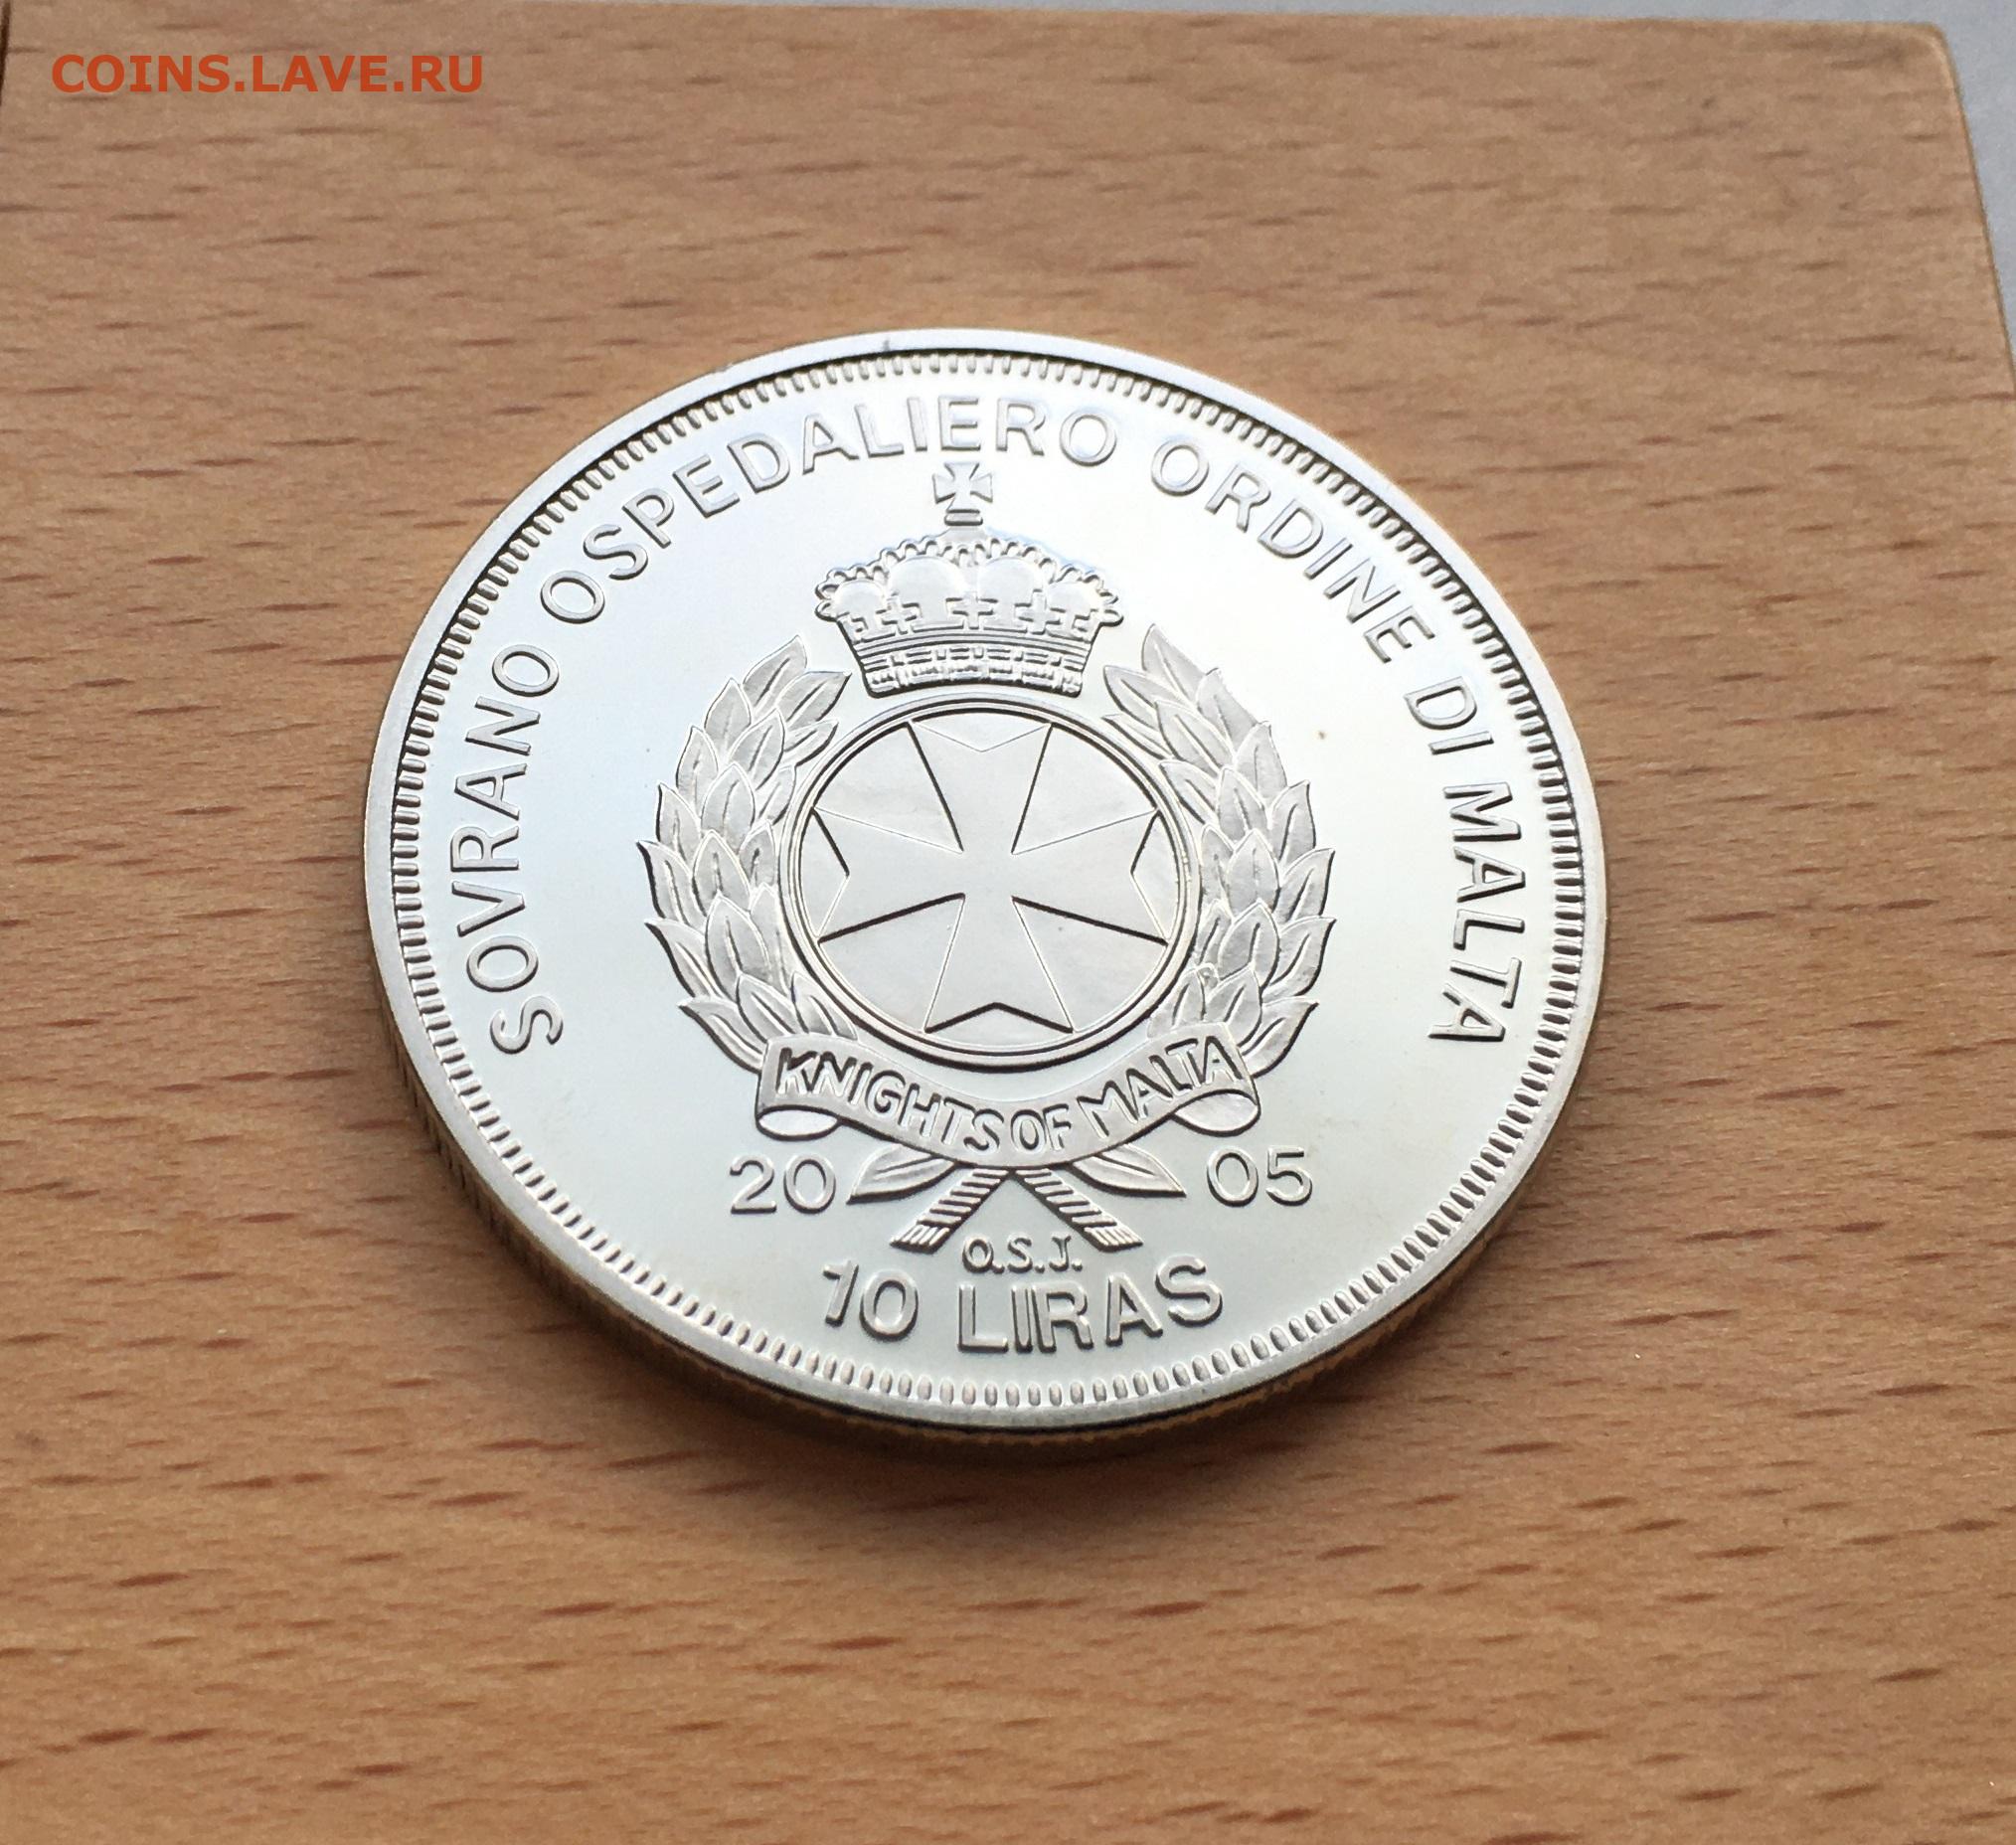 COINS.LAVE.RU
SOVRANO OSPEDALIERO ORDINE DI MALTA
KNIGHTS OF MALTA
20 05
O.S.J.
10 LIRAS